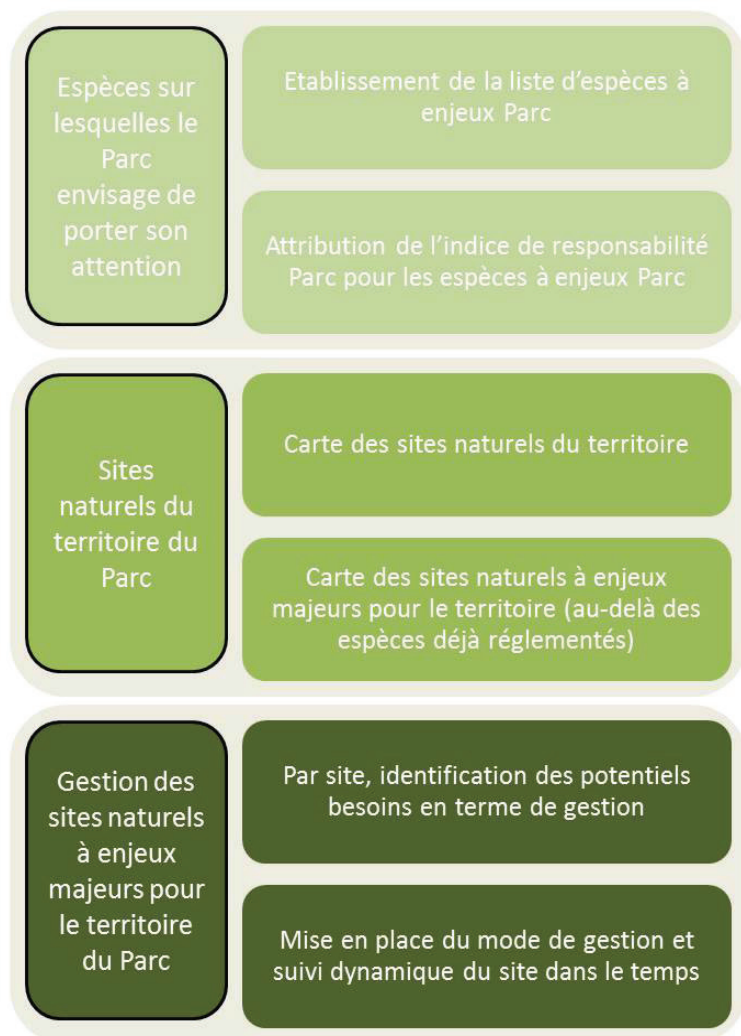 Espèces sur
lesquelles le
Parc
envisage de
porter son
attention
Etablissement de la liste d'espèces à
enjeux Parc
Attribution de l'indice de responsabilité
Parc pour les espèces à enjeux Parc
Sites
naturels du
territoire du
Parc
Carte des sites naturels du territoire
Carte des sites naturels à enjeux
majeurs pour le territoire (au-delà des
espèces déjà réglementés)
Gestion des
sites naturels
à enjeux
majeurs pour
le territoire
du Parc
Par site, identification des potentiels
besoins en terme de gestion
Mise en place du mode de gestion et
suivi dynamique du site dans le temps